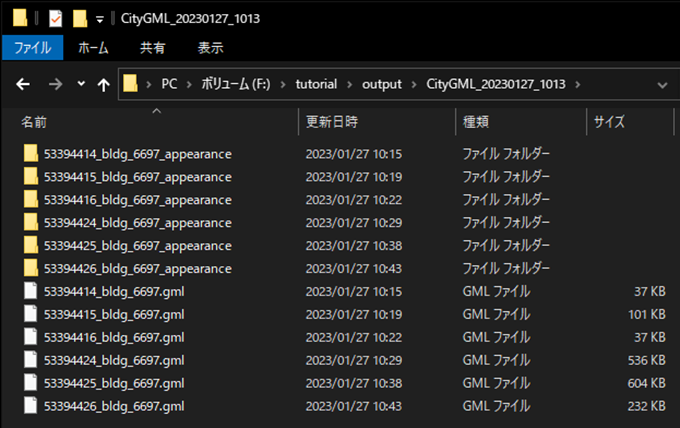 CityGML_20230127_1013
ファイル ホーム 共有 表示
PC > ボリューム (F:) > tutorial > output > CityGML_20230127_1013 >
名前 更新日時 種類 サイズ
53394414_bldg_6697_appearance 2023/01/27 10:15 ファイル フォルダー
53394415_bldg_6697_appearance 2023/01/27 10:19 ファイル フォルダー
53394416_bldg_6697_appearance 2023/01/27 10:22 ファイル フォルダー
53394424_bldg_6697_appearance 2023/01/27 10:29 ファイル フォルダー
53394425_bldg_6697_appearance 2023/01/27 10:38 ファイル フォルダー
53394426_bldg_6697_appearance 2023/01/27 10:43 ファイル フォルダー
53394414_bldg_6697.gml 2023/01/27 10:15 GML ファイル 37 KB
53394415_bldg_6697.gml 2023/01/27 10:19 GML ファイル 101 KB
53394416_bldg_6697.gml 2023/01/27 10:22 GML ファイル 37 KB
53394424_bldg_6697.gml 2023/01/27 10:29 GML ファイル 536 KB
53394425_bldg_6697.gml 2023/01/27 10:38 GML ファイル 604 KB
53394426_bldg_6697.gml 2023/01/27 10:43 GML ファイル 232 KB